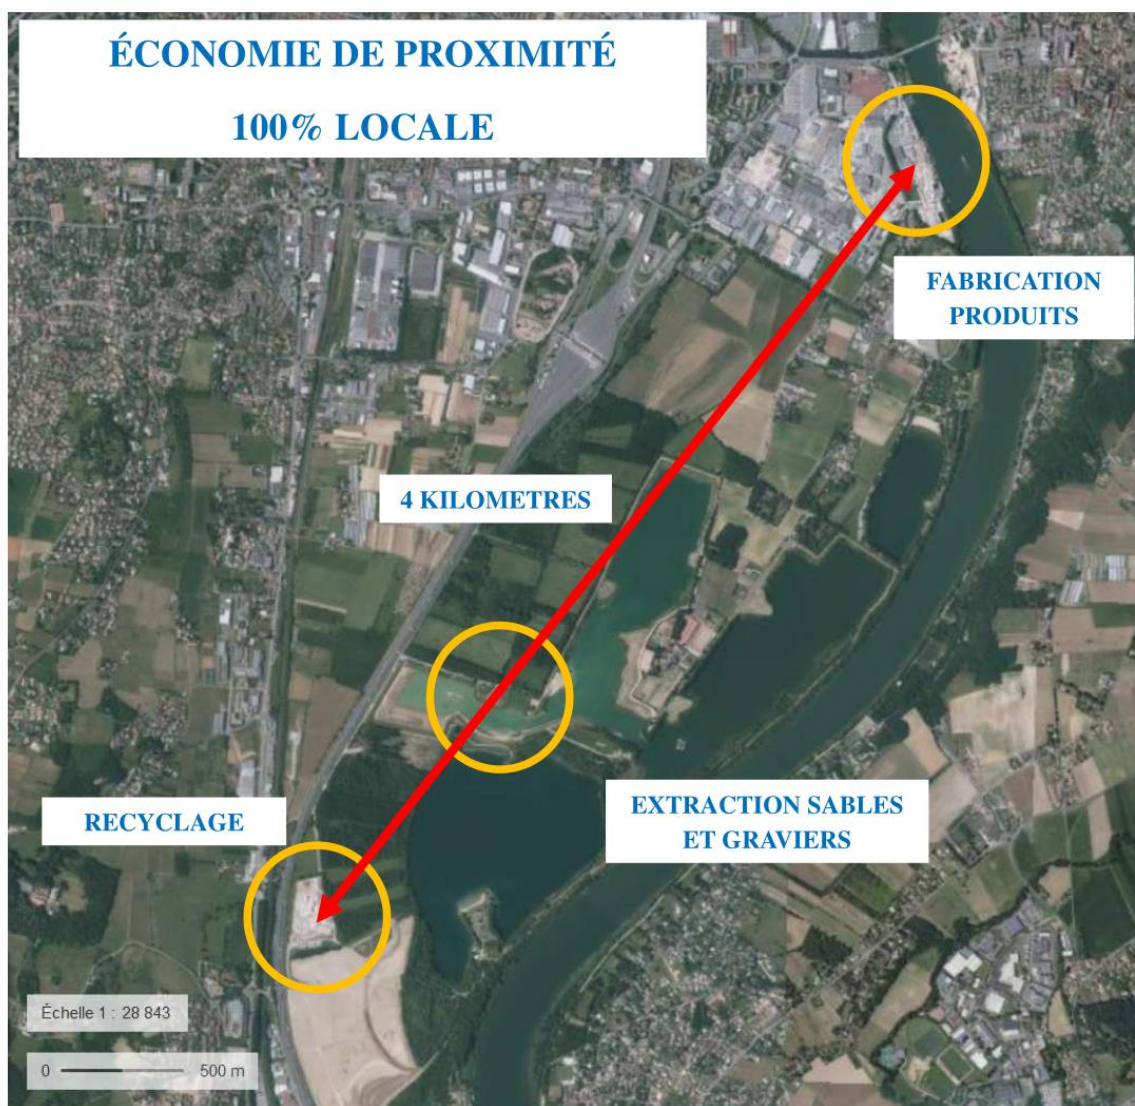 ÉCONOMIE DE PROXIMITÉ
100% LOCALE
FABRICATION
PRODUITS
4 KILOMETRES
EXTRACTION SABLES
ET GRAVIERS
RECYCLAGE
Échelle 1 : 28 843
0 500 m